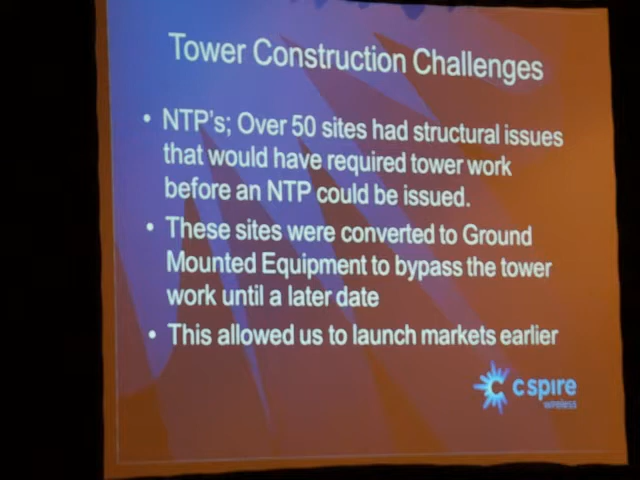 Tower Construction Challenges
• NTP's; Over 50 sites had structural issues
that would have required tower work
before an NTP could be issued.
• These sites were converted to Ground
Mounted Equipment to bypass the tower
work until a later date
• This allowed us to launch markets earlier
c spire
wireless